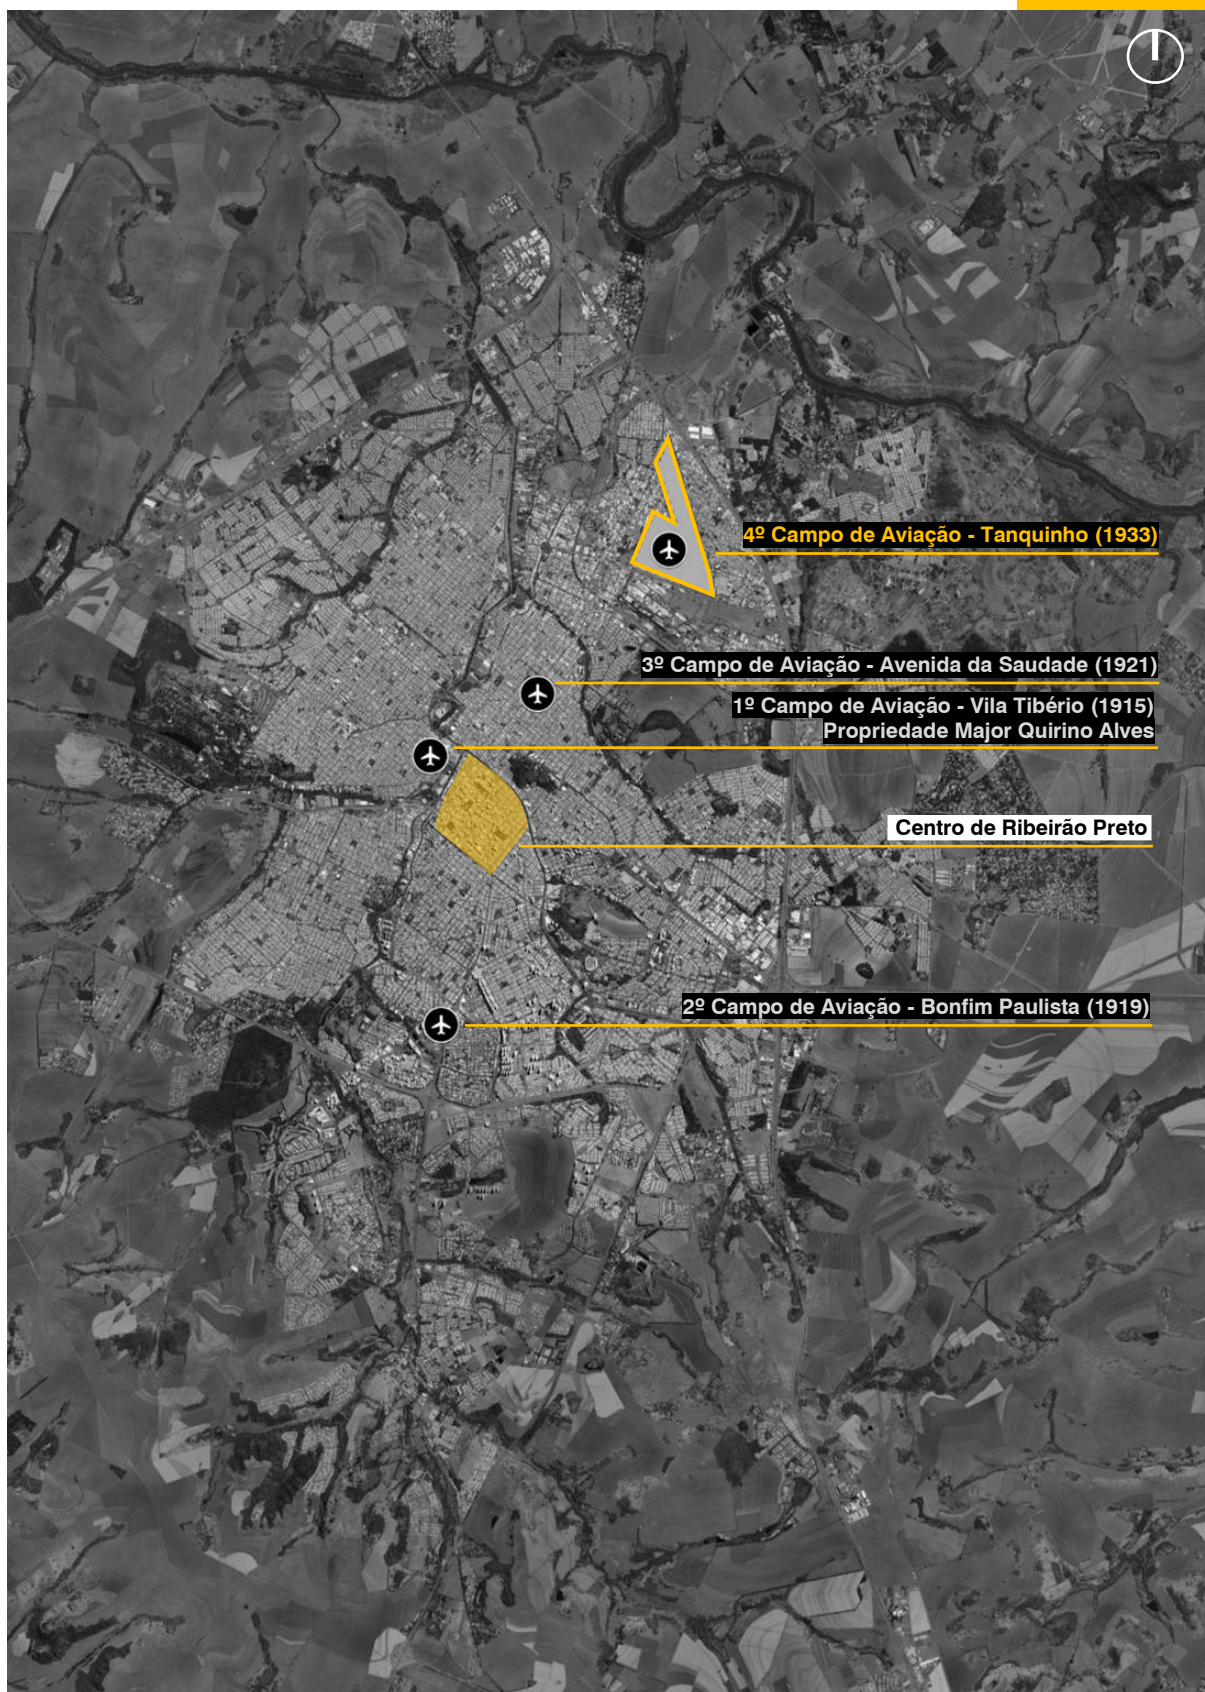 4º Campo de Aviação - Tanquinho (1933)
3º Campo de Aviação - Avenida da Saudade (1921)
1º Campo de Aviação - Vila Tibério (1915)
Propriedade Major Quirino Alves
Centro de Ribeirão Preto
2º Campo de Aviação - Bonfim Paulista (1919)